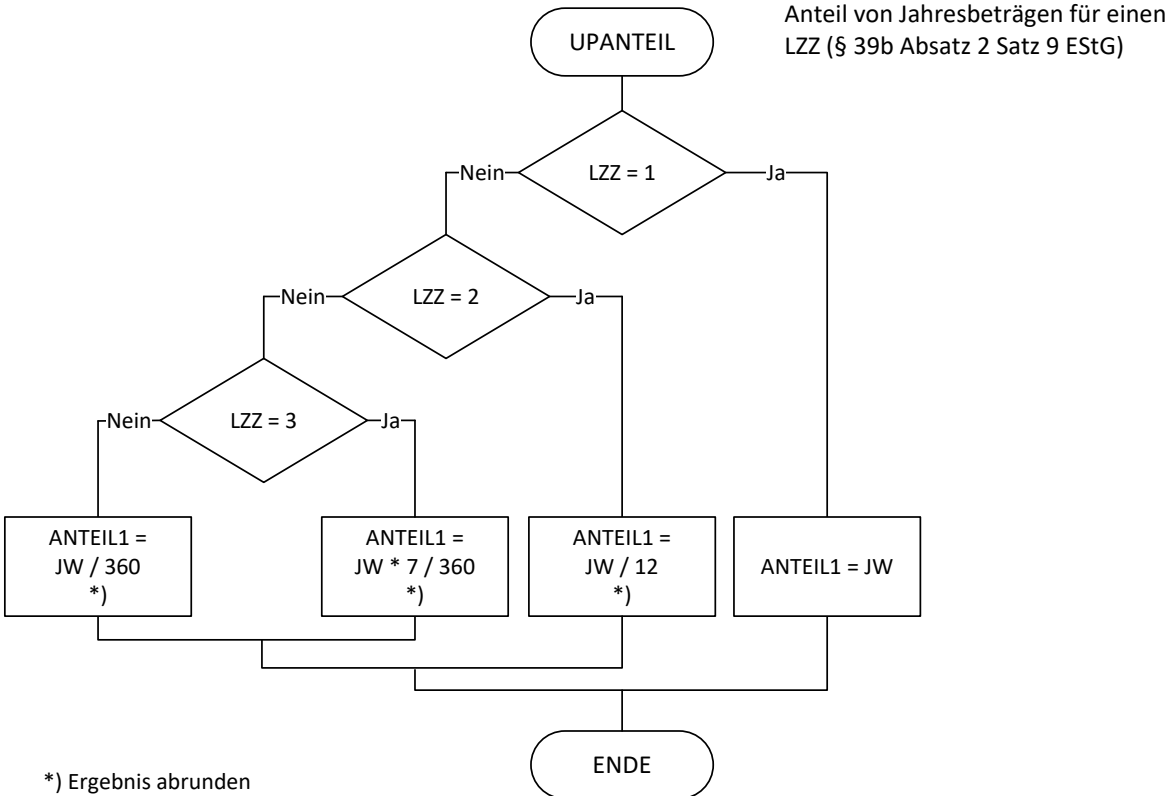 Anteil von Jahresbeträgen für einen
LZZ (§ 39b Absatz 2 Satz 9 EStG)
UPANTEIL
LZZ = 1
Nein
Ja
LZZ = 2
Nein
Ja
LZZ = 3
Nein
Ja
ANTEIL1 =
JW / 360
*)
ANTEIL1 =
JW * 7 / 360
*)
ANTEIL1 =
JW / 12
*)
ANTEIL1 = JW
ENDE
*) Ergebnis abrunden